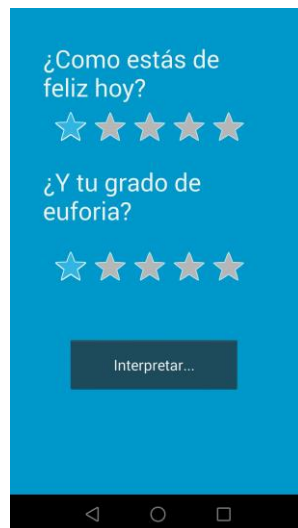 ¿Como estás de
feliz hoy?
¿Y tu grado de
euforia?
Interpretar...